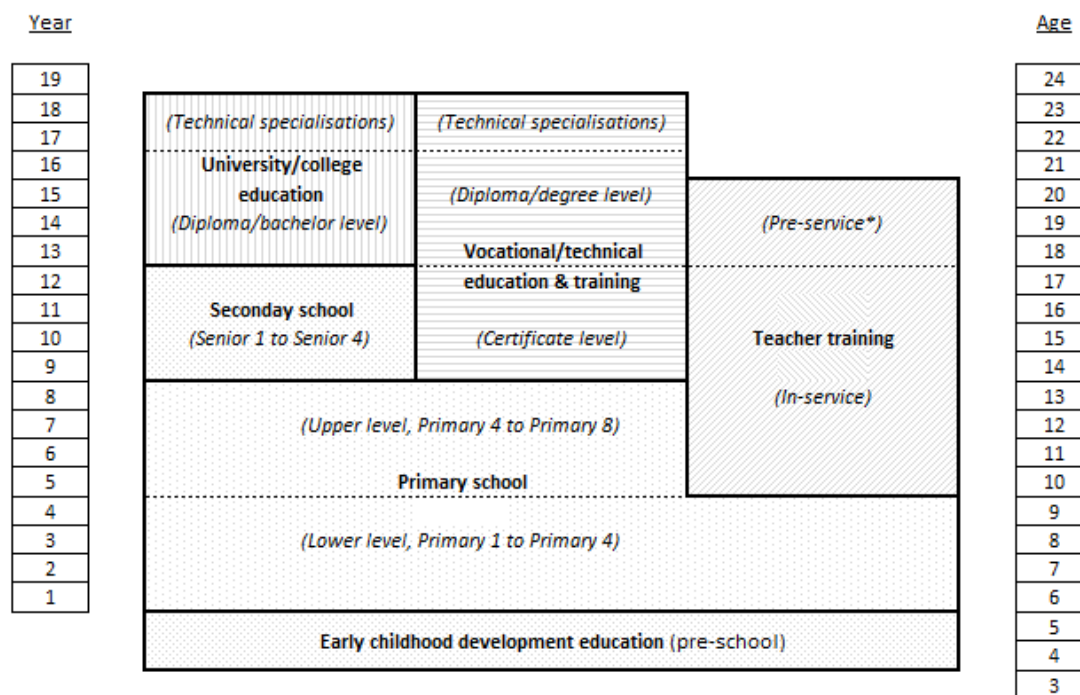 Year
Age
19
24
18
23
(Technical specialisations)
(Technical specialisations)
17
22
16
University/college
21
15
education
(Diploma/degree level)
20
14
(Diploma/bachelor level)
(Pre-service*)
19
13
Vocational/technical
18
12
education & training
17
11
Seconday school
16
10
(Senior 1 to Senior 4)
(Certificate level)
Teacher training
15
9
14
8
(In-service)
13
7
(Upper level, Primary 4 to Primary 8)
12
6
11
5
Primary school
10
4
9
3
(Lower level, Primary 1 to Primary 4)
8
2
7
1
6
Early childhood development education (pre-school)
5
4
3